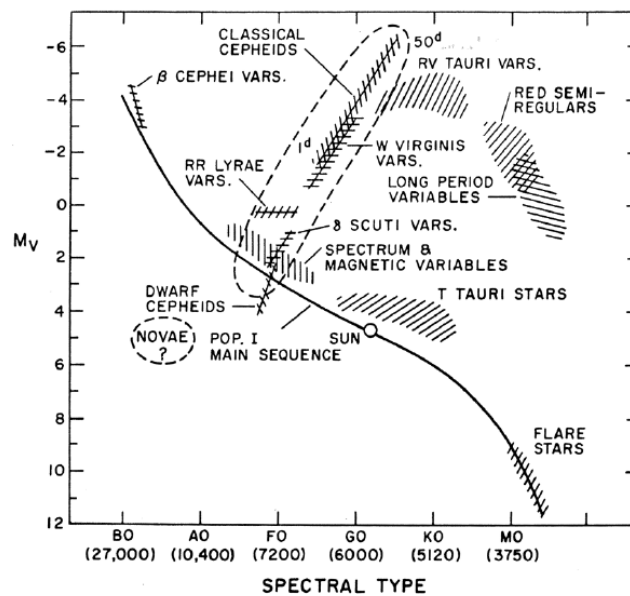 -6
-4
-2
0
2
4
6
8
10
12
Mv
CLASSICAL
CEPHEIDS
50d
β CEPHEI VARS.
RV TAURI VARS.
RED SEMI-
REGULARS
1d
W VIRGINIS
VARS.
RR LYRAE
VARS.
LONG PERIOD
VARIABLES
δ SCUTI VARS.
SPECTRUM &
MAGNETIC VARIABLES
DWARF
CEPHEIDS
T TAURI STARS
NOVAE
?
POP. I
MAIN SEQUENCE
SUN
FLARE
STARS
BO AO FO GO KO MO
(27,000) (10,400) (7200) (6000) (5120) (3750)
SPECTRAL TYPE